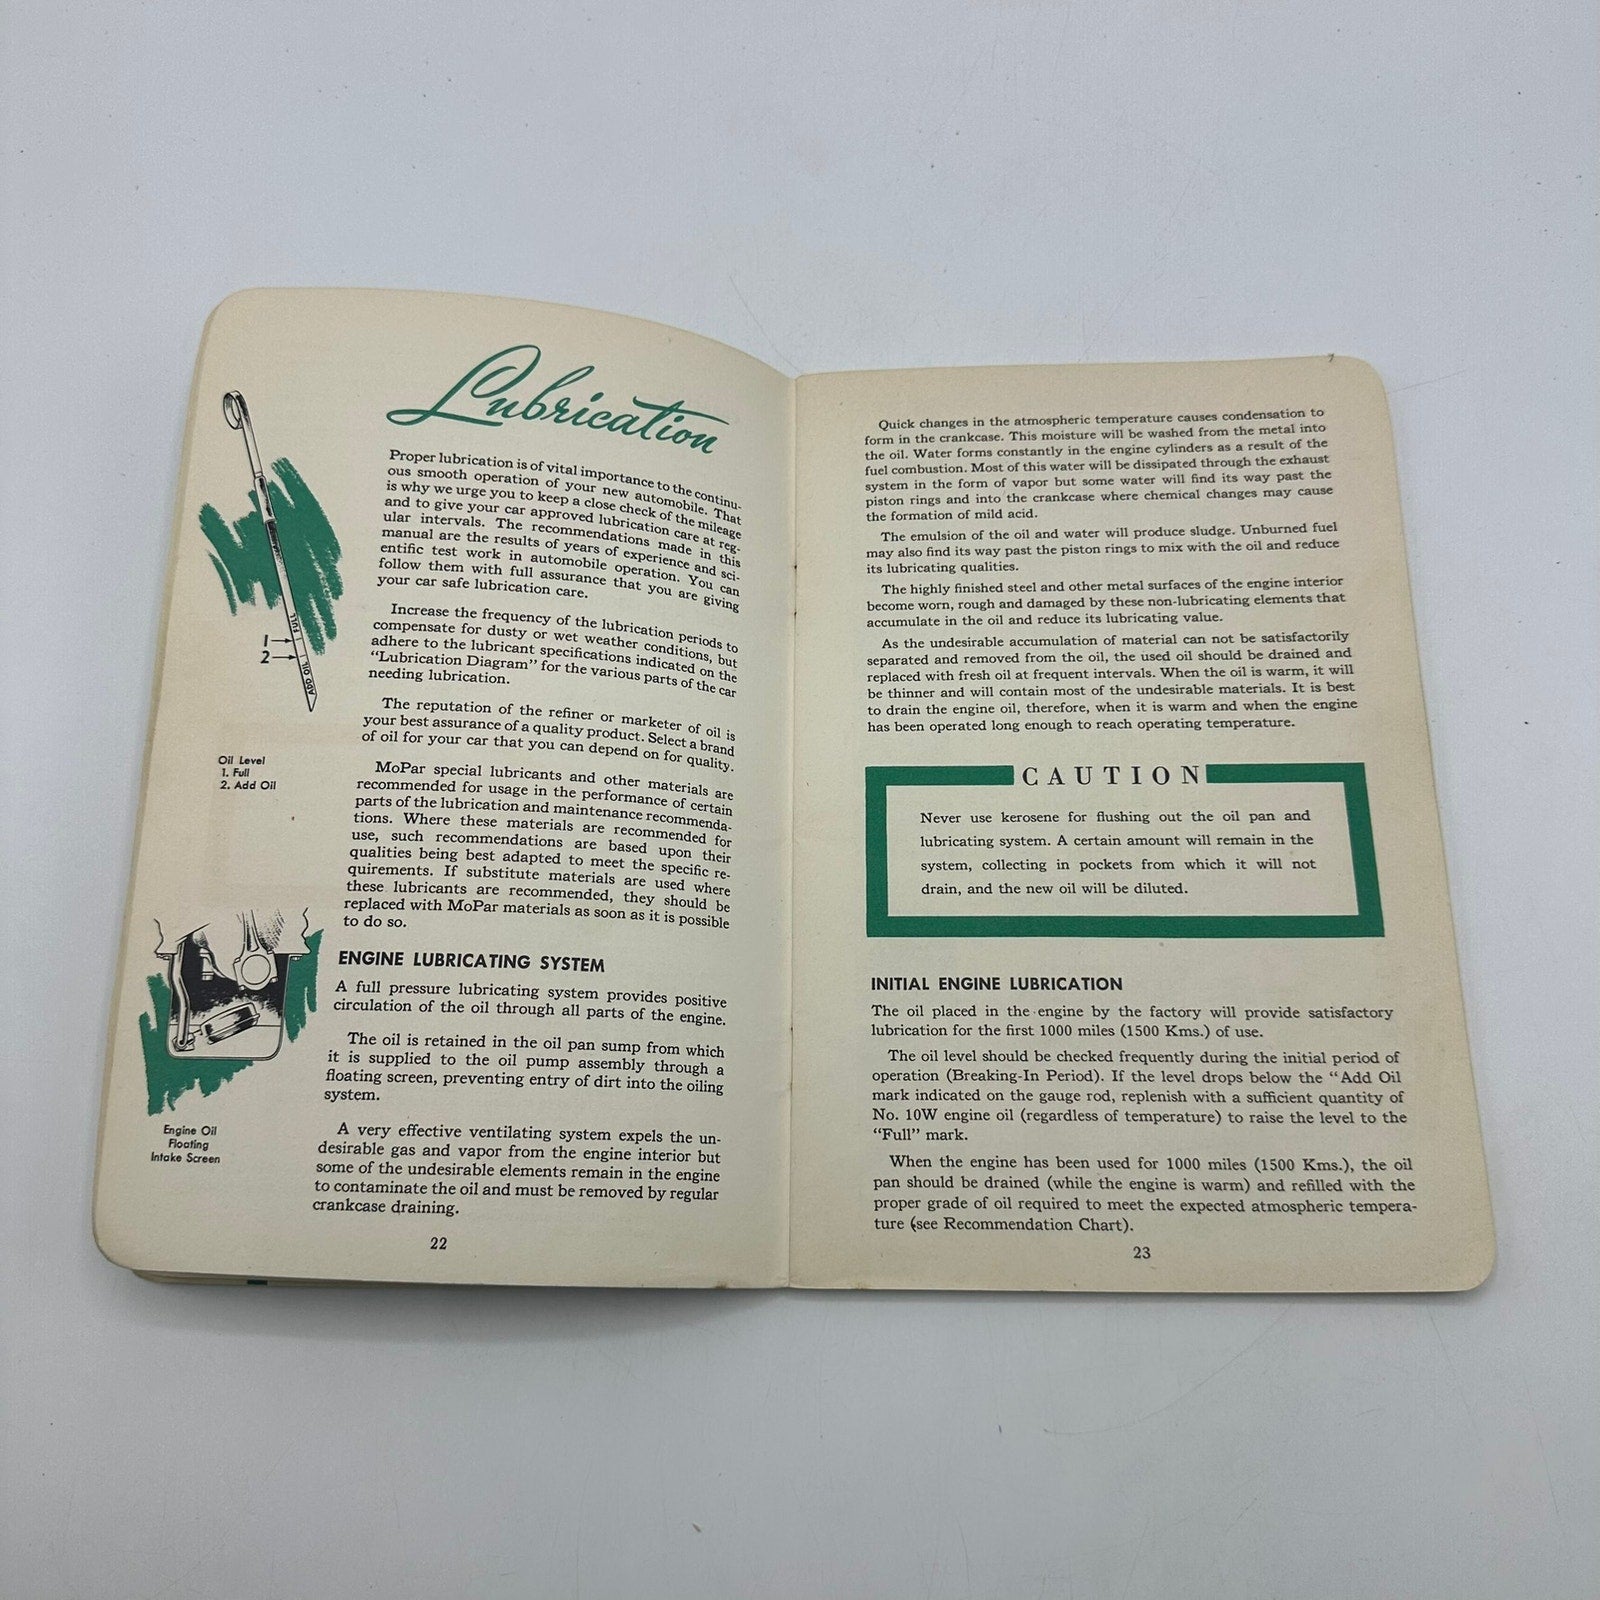 Lubrication
Proper lubrication is of vital importance to the continu-
ous smooth operation of your new automobile. That
is why we urge you to keep a close check of the mileage
and to give your car approved lubrication care at reg-
ular intervals. The recommendations made in this
manual are the results of years of experience and sci-
entific test work in automobile operation. You can
follow them with full assurance that you are giving
your car safe lubrication care.
Increase the frequency of the lubrication periods to
compensate for dusty or wet weather conditions, but
adhere to the lubricant specifications indicated on the
“Lubrication Diagram” for the various parts of the car
needing lubrication.
The reputation of the refiner or marketer of oil is
your best assurance of a quality product. Select a brand
of oil for your car that you can depend on for quality.
MoPar special lubricants and other materials are
recommended for usage in the performance of certain
parts of the lubrication and maintenance recommenda-
tions. Where these materials are recommended for
use, such recommendations are based upon their
qualities being best adapted to meet the specific re-
quirements. If substitute materials are used where
these lubricants are recommended, they should be
replaced with MoPar materials as soon as it is possible
to do so.
ENGINE LUBRICATING SYSTEM
A full pressure lubricating system provides positive
circulation of the oil through all parts of the engine.
The oil is retained in the oil pan sump from which
it is supplied to the oil pump assembly through a
floating screen, preventing entry of dirt into the oiling
system.
A very effective ventilating system expels the un-
desirable gas and vapor from the engine interior but
some of the undesirable elements remain in the engine
to contaminate the oil and must be removed by regular
crankcase draining.
FULL
ADD OIL
1
2
Oil Level
1. Full
2. Add Oil
Engine Oil
Floating
Intake Screen
22
Quick changes in the atmospheric temperature causes condensation to
form in the crankcase. This moisture will be washed from the metal into
the oil. Water forms constantly in the engine cylinders as a result of the
fuel combustion. Most of this water will be dissipated through the exhaust
system in the form of vapor but some water will find its way past the
piston rings and into the crankcase where chemical changes may cause
the formation of mild acid.
The emulsion of the oil and water will produce sludge. Unburned fuel
may also find its way past the piston rings to mix with the oil and reduce
its lubricating qualities.
The highly finished steel and other metal surfaces of the engine interior
become worn, rough and damaged by these non-lubricating elements that
accumulate in the oil and reduce its lubricating value.
As the undesirable accumulation of material can not be satisfactorily
separated and removed from the oil, the used oil should be drained and
replaced with fresh oil at frequent intervals. When the oil is warm, it will
be thinner and will contain most of the undesirable materials. It is best
to drain the engine oil, therefore, when it is warm and when the engine
has been operated long enough to reach operating temperature.
CAUTION
Never use kerosene for flushing out the oil pan and
lubricating system. A certain amount will remain in the
system, collecting in pockets from which it will not
drain, and the new oil will be diluted.
INITIAL ENGINE LUBRICATION
The oil placed in the engine by the factory will provide satisfactory
lubrication for the first 1000 miles (1500 Kms.) of use.
The oil level should be checked frequently during the initial period of
operation (Breaking-In Period). If the level drops below the “Add Oil
mark indicated on the gauge rod, replenish with a sufficient quantity of
No. 10W engine oil (regardless of temperature) to raise the level to the
“Full” mark.
When the engine has been used for 1000 miles (1500 Kms.), the oil
pan should be drained (while the engine is warm) and refilled with the
proper grade of oil required to meet the expected atmospheric tempera-
ture (see Recommendation Chart).
23